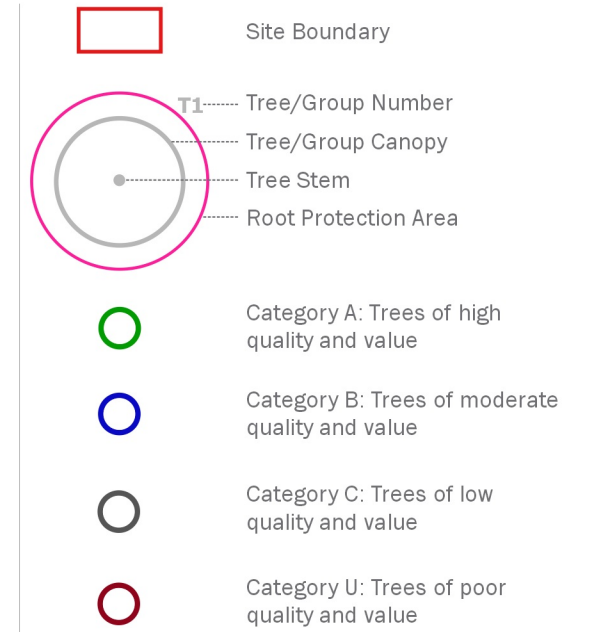 Site Boundary
T1
Tree/Group Number
Tree/Group Canopy
Tree Stem
Root Protection Area
Category A: Trees of high
quality and value
Category B: Trees of moderate
quality and value
Category C: Trees of low
quality and value
Category U: Trees of poor
quality and value